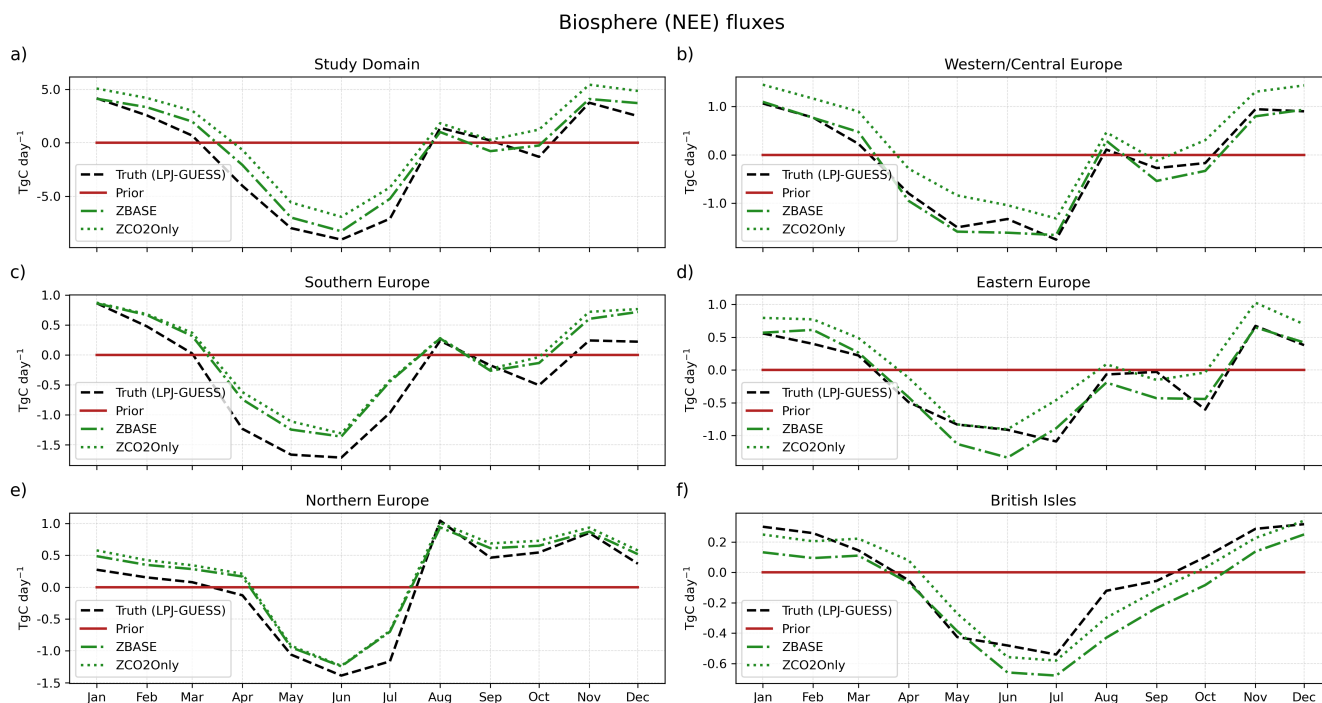 Biosphere (NEE) fluxes
a)
Study Domain
TgC day⁻¹
5.0
0.0
-5.0
Truth (LPJ-GUESS)
Prior
ZBASE
ZCO2Only
b)
Western/Central Europe
TgC day⁻¹
1.0
0.0
-1.0
Truth (LPJ-GUESS)
Prior
ZBASE
ZCO2Only
c)
Southern Europe
TgC day⁻¹
1.0
0.5
0.0
-0.5
-1.0
-1.5
Truth (LPJ-GUESS)
Prior
ZBASE
ZCO2Only
d)
Eastern Europe
TgC day⁻¹
1.0
0.5
0.0
-0.5
-1.0
Truth (LPJ-GUESS)
Prior
ZBASE
ZCO2Only
e)
Northern Europe
TgC day⁻¹
1.0
0.5
0.0
-0.5
-1.0
-1.5
Truth (LPJ-GUESS)
Prior
ZBASE
ZCO2Only
Jan Feb Mar Apr May Jun Jul Aug Sep Oct Nov Dec
f)
British Isles
TgC day⁻¹
0.2
0.0
-0.2
-0.4
-0.6
Truth (LPJ-GUESS)
Prior
ZBASE
ZCO2Only
Jan Feb Mar Apr May Jun Jul Aug Sep Oct Nov Dec